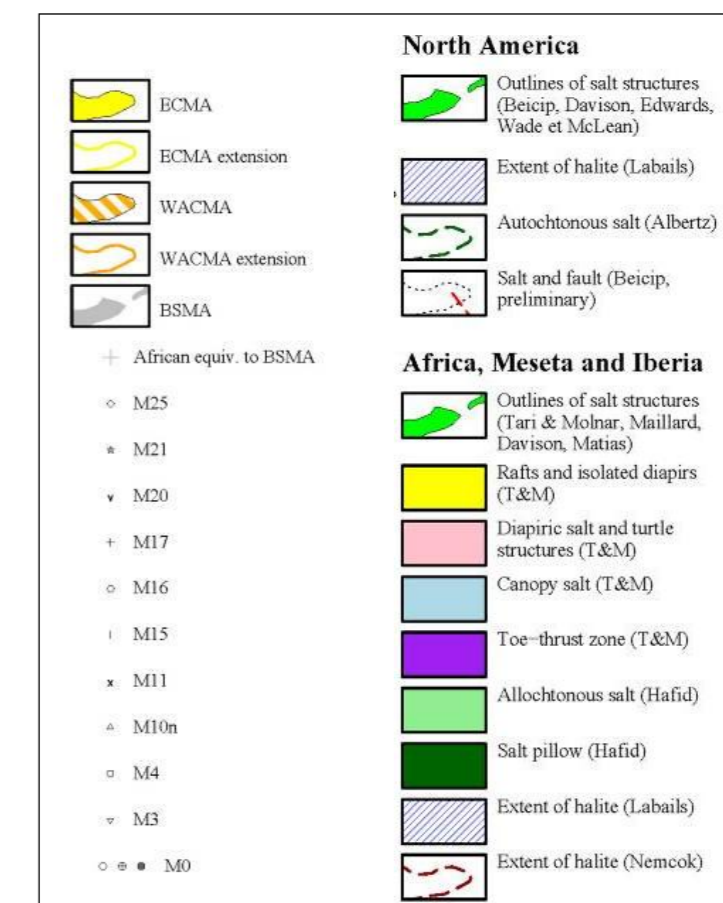 ECMA
ECMA extension
WACMA
WACMA extension
BSMA
African equiv. to BSMA
M25
M21
M20
M17
M16
M15
M11
M10n
M4
M3
M0
North America
Outlines of salt structures
(Beicip, Davison, Edwards,
Wade et McLean)
Extent of halite (Labails)
Autochtonous salt (Albertz)
Salt and fault (Beicip,
preliminary)
Africa, Meseta and Iberia
Outlines of salt structures
(Tari & Molnar, Maillard,
Davison, Matias)
Rafts and isolated diapirs
(T&M)
Diapiric salt and turtle
structures (T&M)
Canopy salt (T&M)
Toe-thrust zone (T&M)
Allochtonous salt (Hafid)
Salt pillow (Hafid)
Extent of halite (Labails)
Extent of halite (Nemcok)